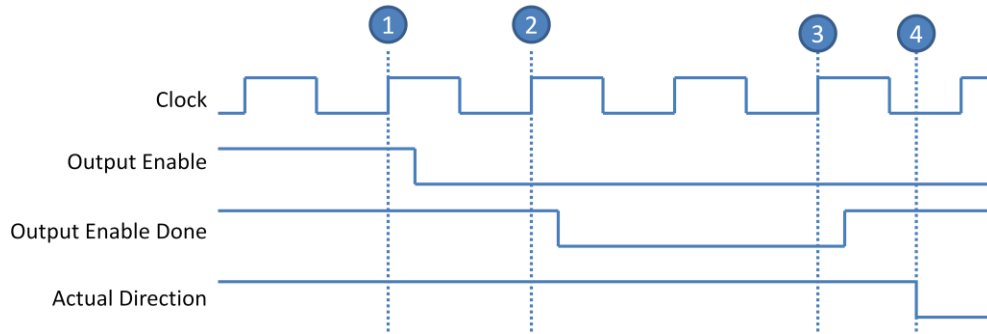 1 2 3 4
Clock
Output Enable
Output Enable Done
Actual Direction